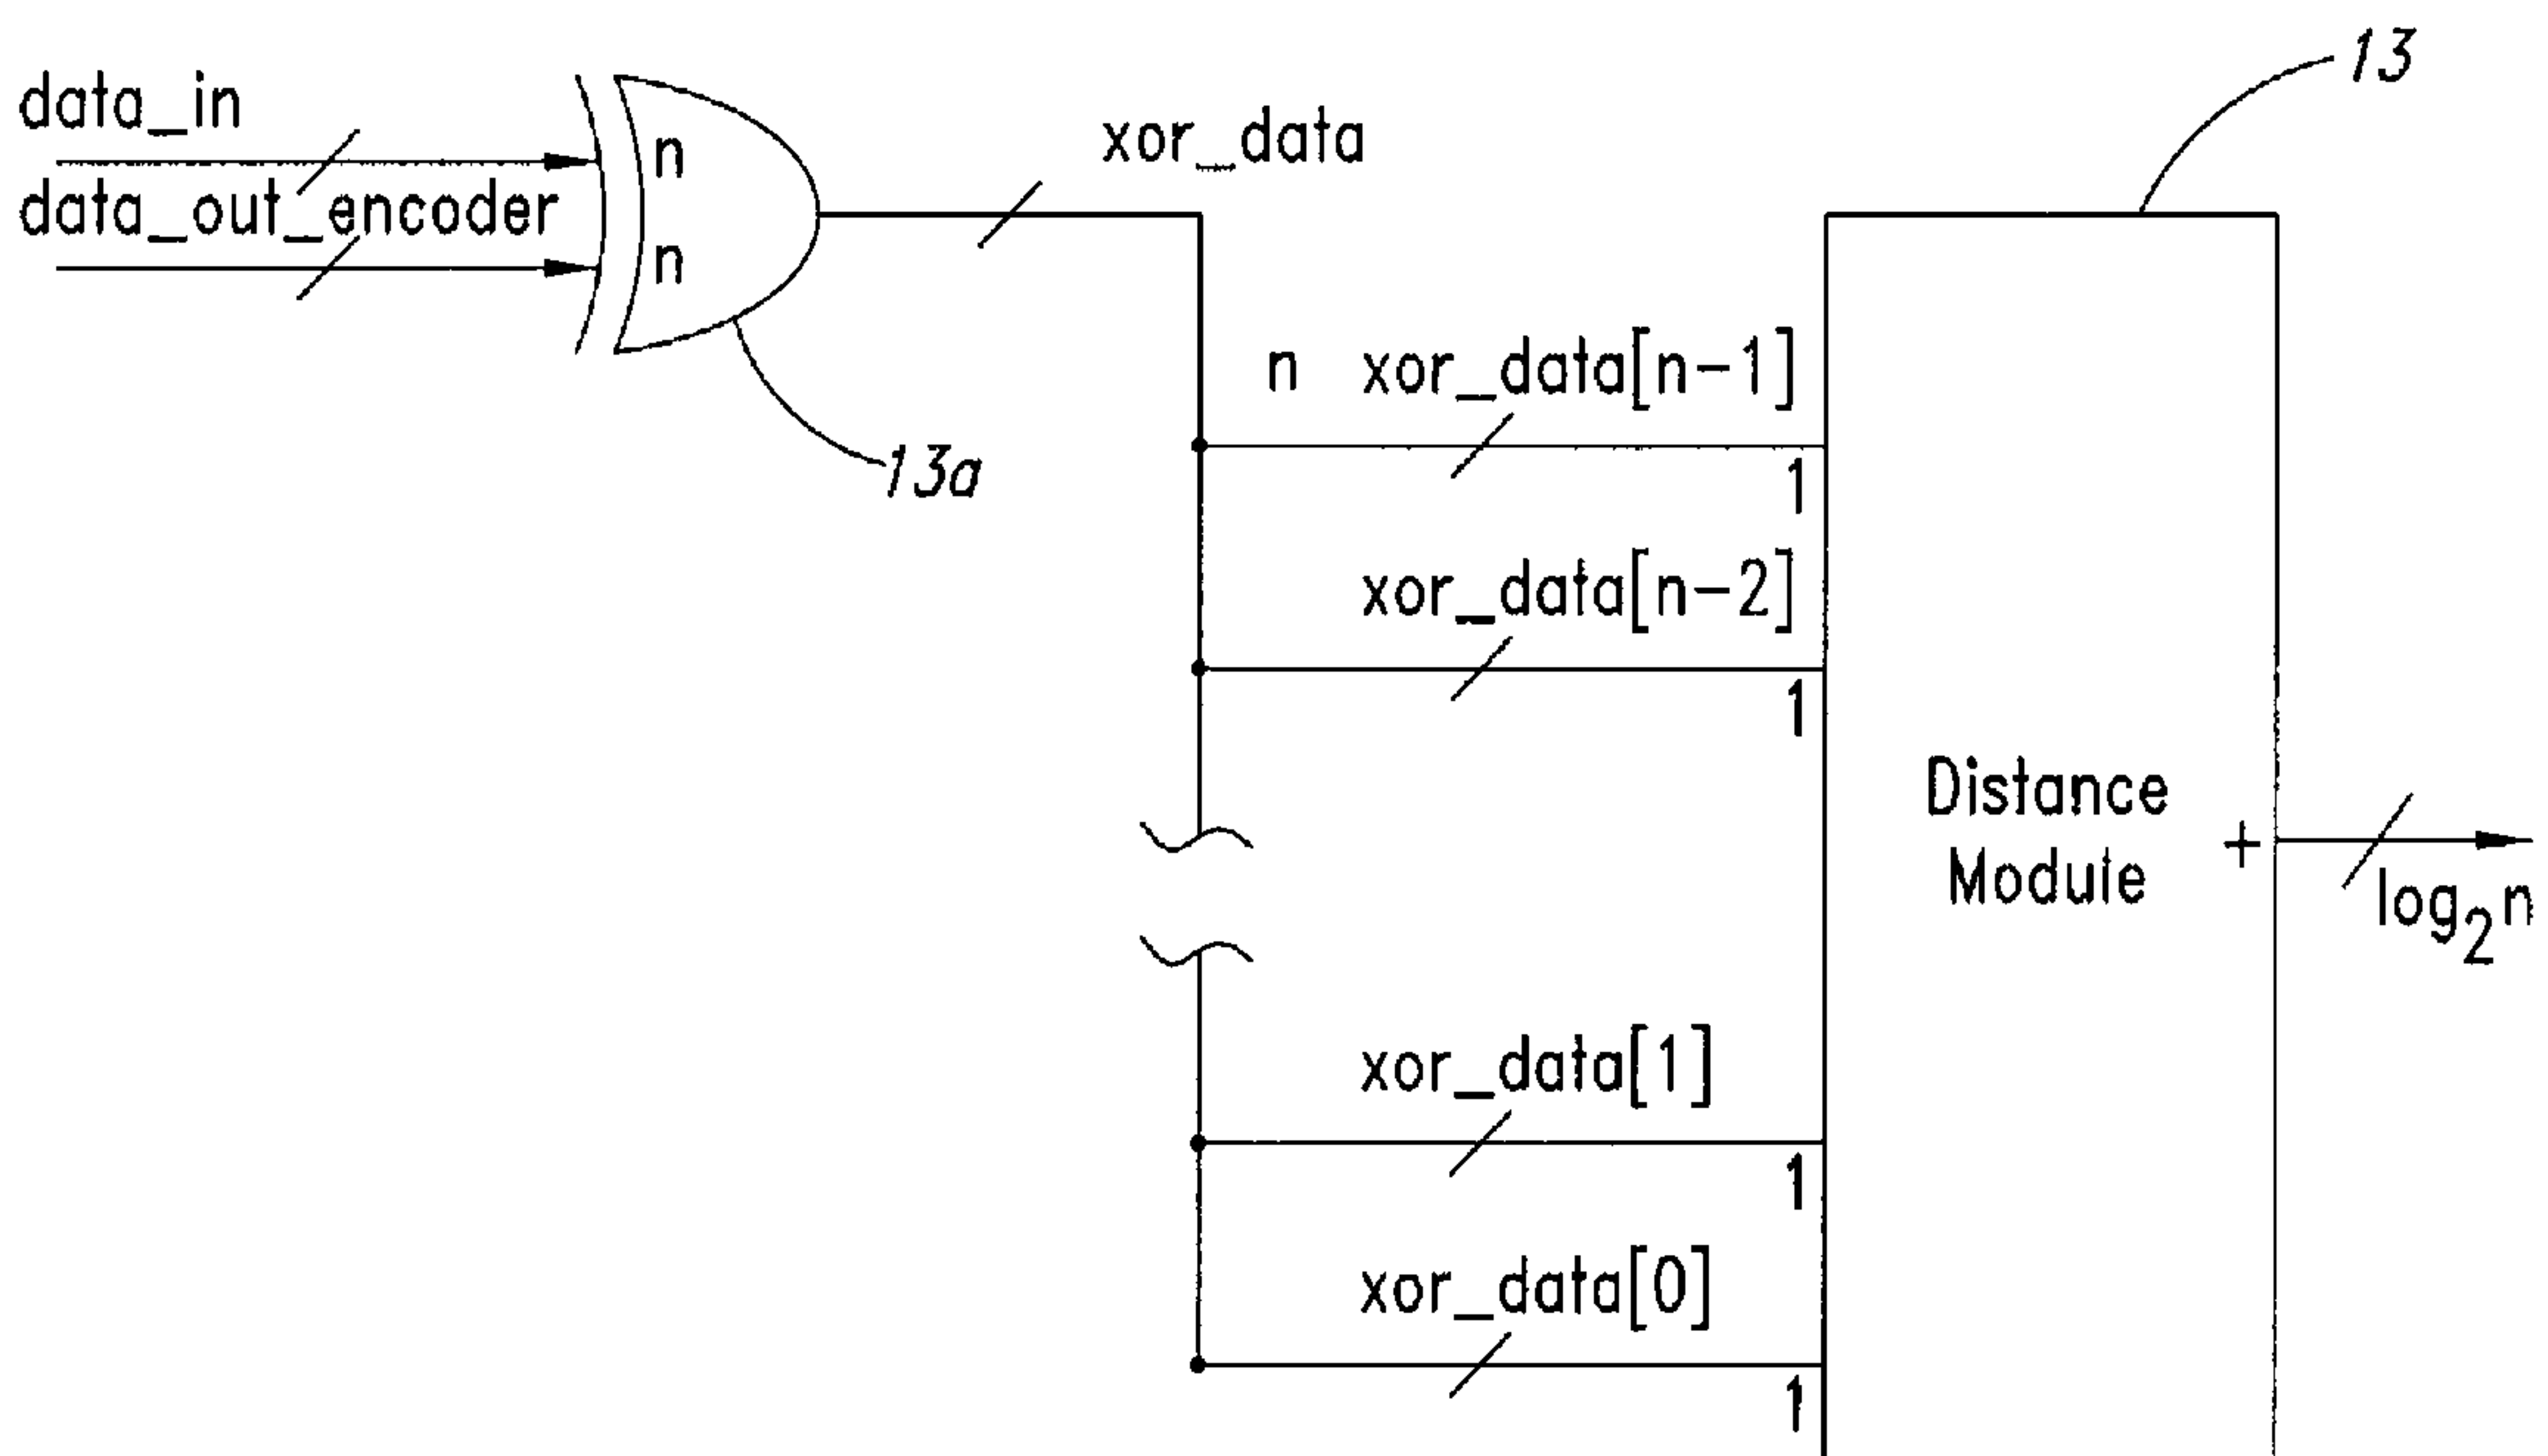 13
data_in
n
xor_data
data_out_encoder
n
n xor_data[n-1]
13a
1
xor_data[n-2]
1
Distance
Module
+
log2n
xor_data[1]
1
xor_data[0]
1